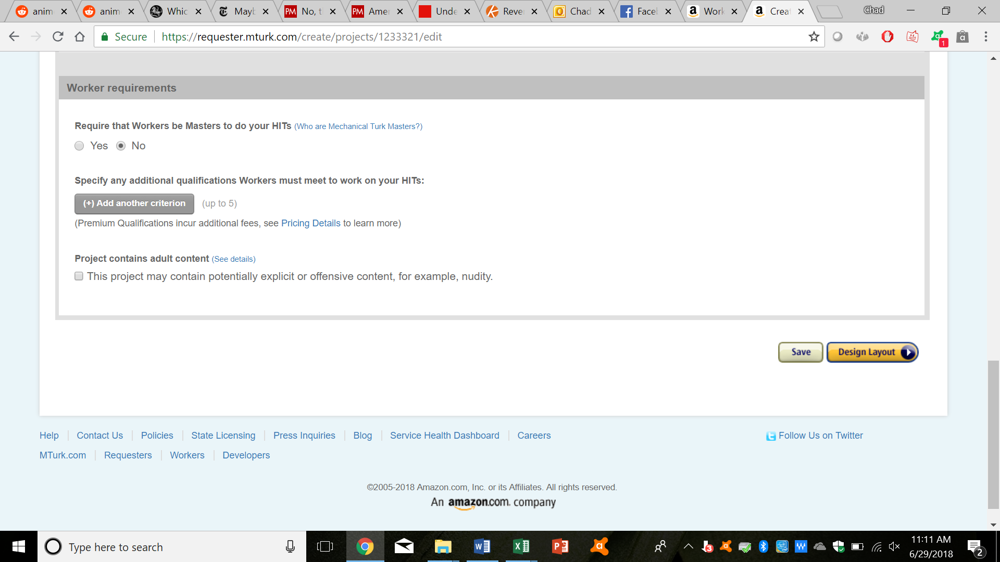 anim
anim
Whic
Mayb
PM No, t
PM Amer
Unde
Reve
Chad
Face
Work
Crea
Chad
Secure https://requester.mturk.com/create/projects/1233321/edit
1
Worker requirements
Require that Workers be Masters to do your HITs (Who are Mechanical Turk Masters?)
Yes No
Specify any additional qualifications Workers must meet to work on your HITs:
(+) Add another criterion (up to 5)
(Premium Qualifications incur additional fees, see Pricing Details to learn more)
Project contains adult content (See details)
This project may contain potentially explicit or offensive content, for example, nudity.
Save Design Layout
Help Contact Us Policies State Licensing Press Inquiries Blog Service Health Dashboard Careers Follow Us on Twitter
MTurk.com Requesters Workers Developers
©2005-2018 Amazon.com, Inc. or its Affiliates. All rights reserved.
An amazon.com. company
Type here to search
3
11:11 AM
6/29/2018
2